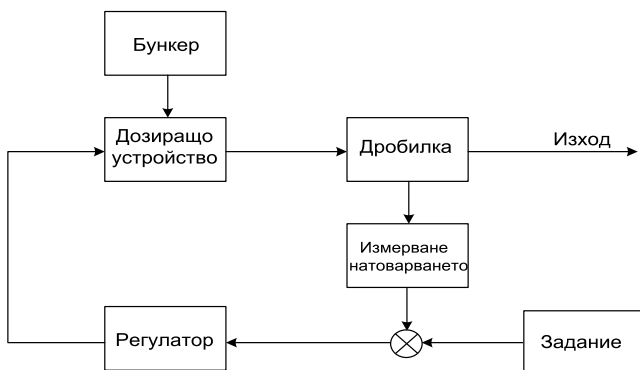 Бункер
Дозиращо
устройство
Дробилка
Изход
Измерване
натоварването
Регулатор
Задание